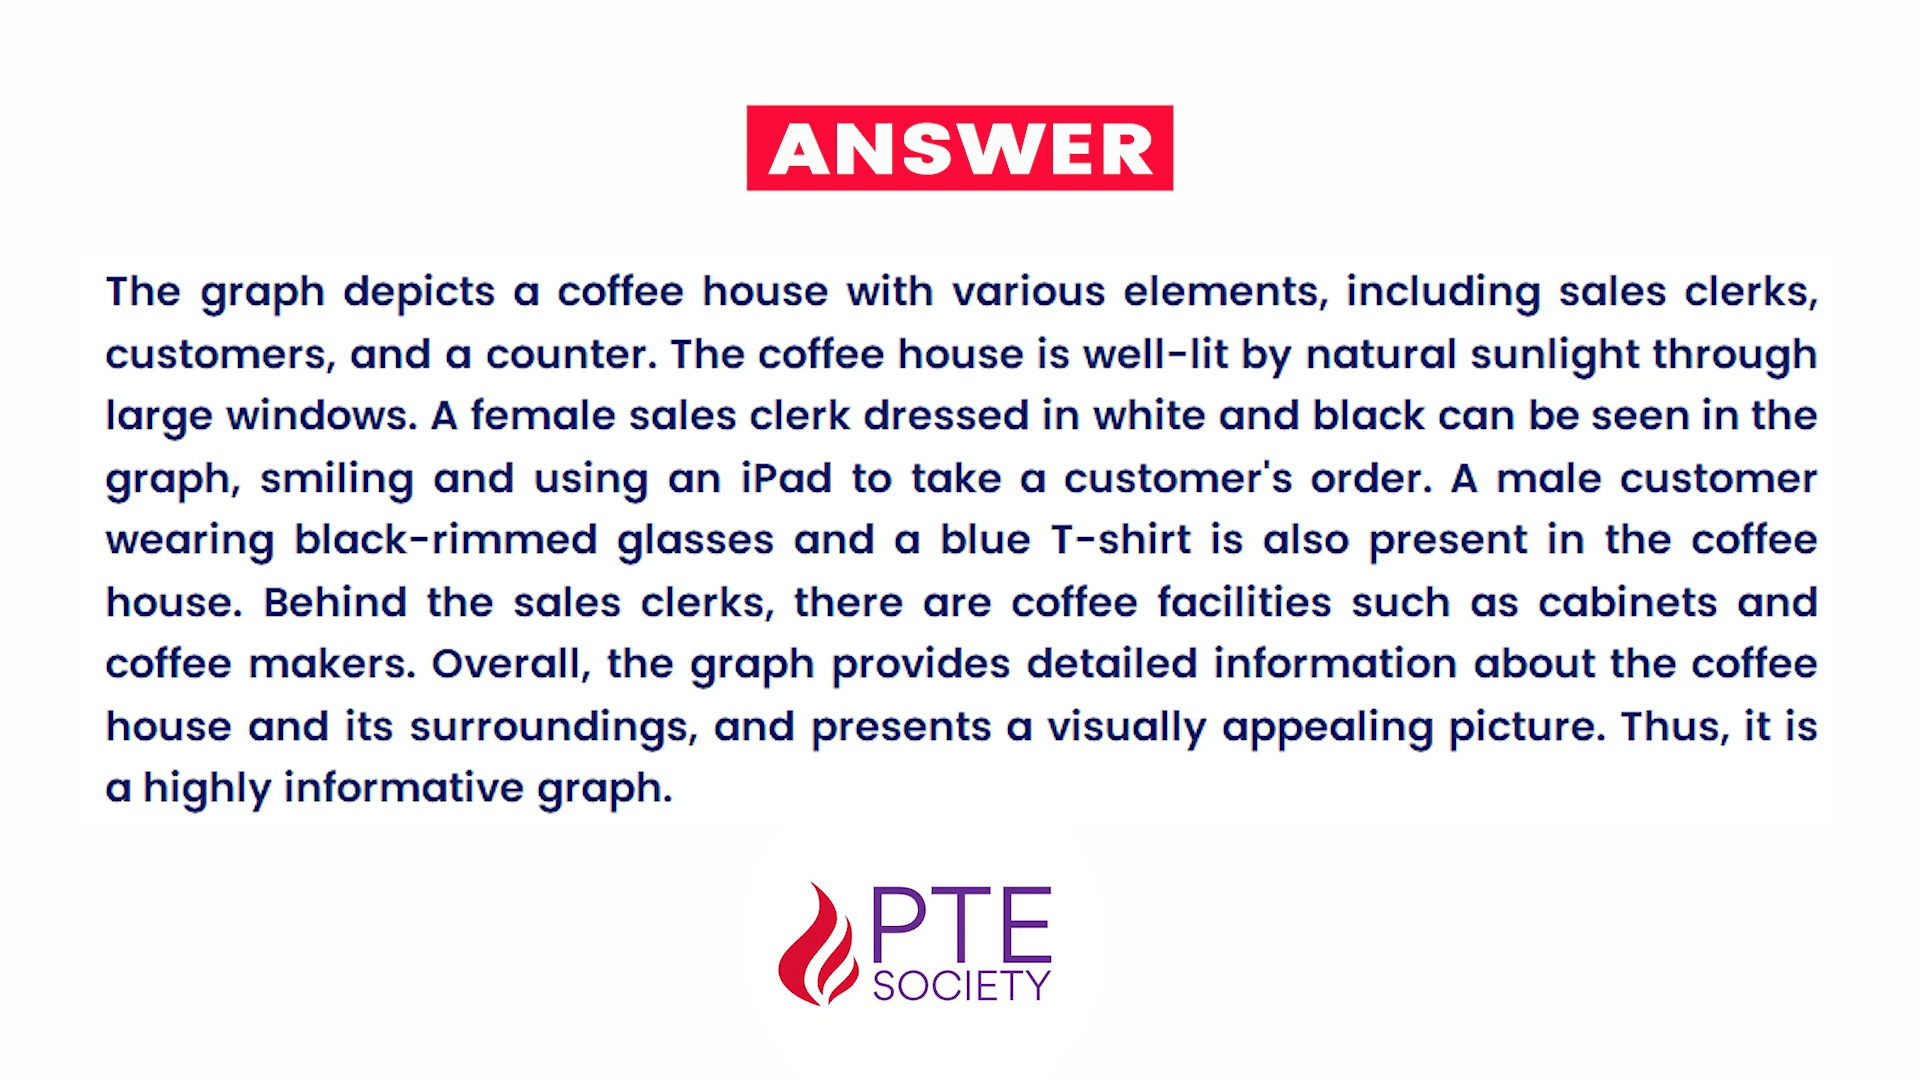 ANSWER
The graph depicts a coffee house with various elements, including sales clerks,
customers, and a counter. The coffee house is well-lit by natural sunlight through
large windows. A female sales clerk dressed in white and black can be seen in the
graph, smiling and using an iPad to take a customer's order. A male customer
wearing black-rimmed glasses and a blue T-shirt is also present in the coffee
house. Behind the sales clerks, there are coffee facilities such as cabinets and
coffee makers. Overall, the graph provides detailed information about the coffee
house and its surroundings, and presents a visually appealing picture. Thus, it is
a highly informative graph.
PTE
SOCIETY